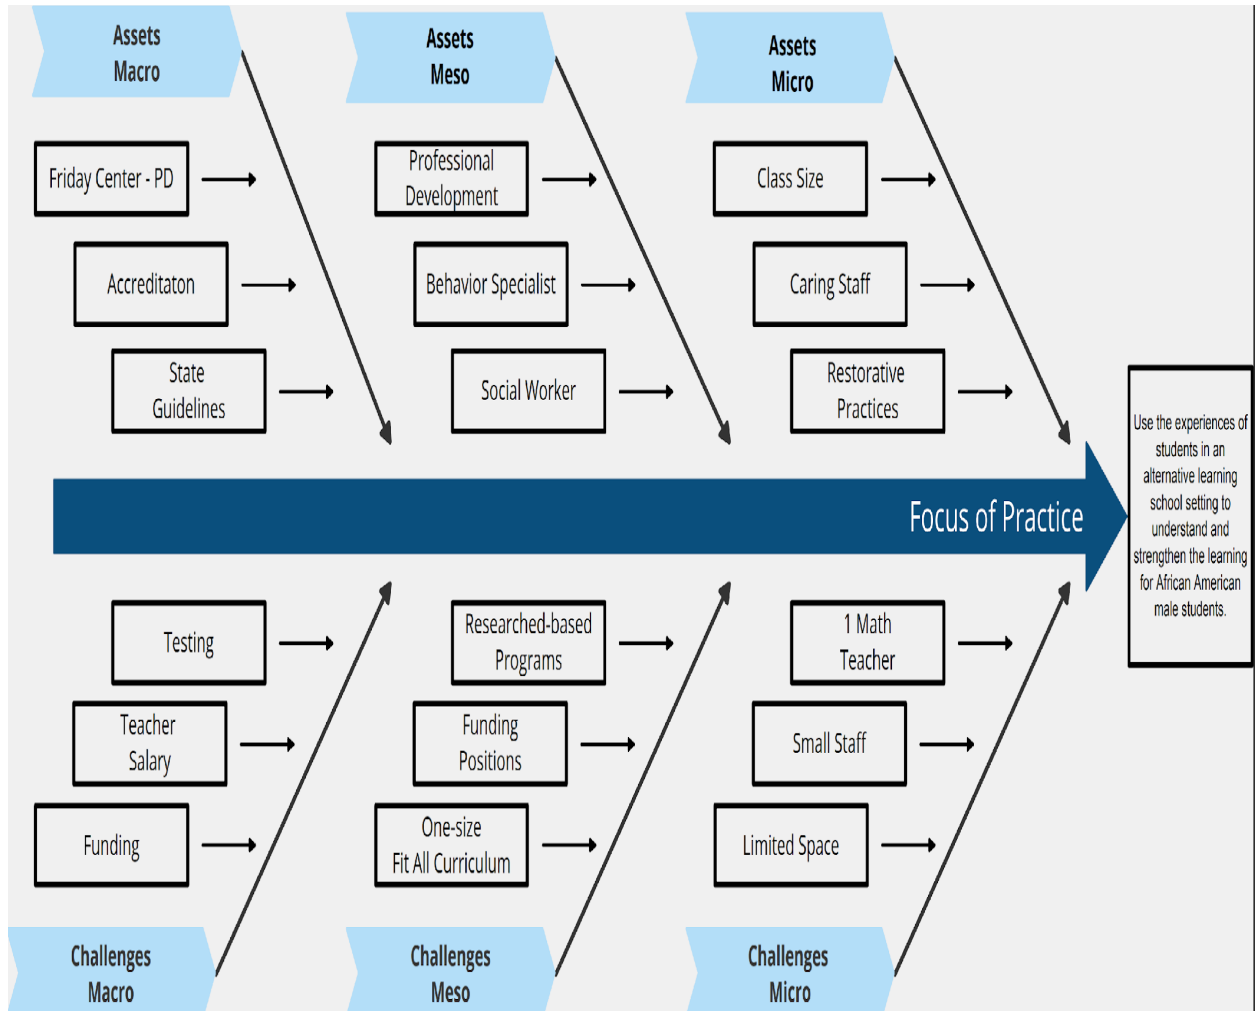 Assets
Macro
Assets
Meso
Assets
Micro
Friday Center - PD
Professional
Development
Class Size
Accreditaton
Behavior Specialist
Caring Staff
State
Guidelines
Social Worker
Restorative
Practices
Focus of Practice
Use the experiences of
students in an
alternative learning
school setting to
understand and
strengthen the learning
for African American
male students.
Testing
Researched-based
Programs
1 Math
Teacher
Teacher
Salary
Funding
Positions
Small Staff
Funding
One-size
Fit All Curriculum
Limited Space
Challenges
Macro
Challenges
Meso
Challenges
Micro